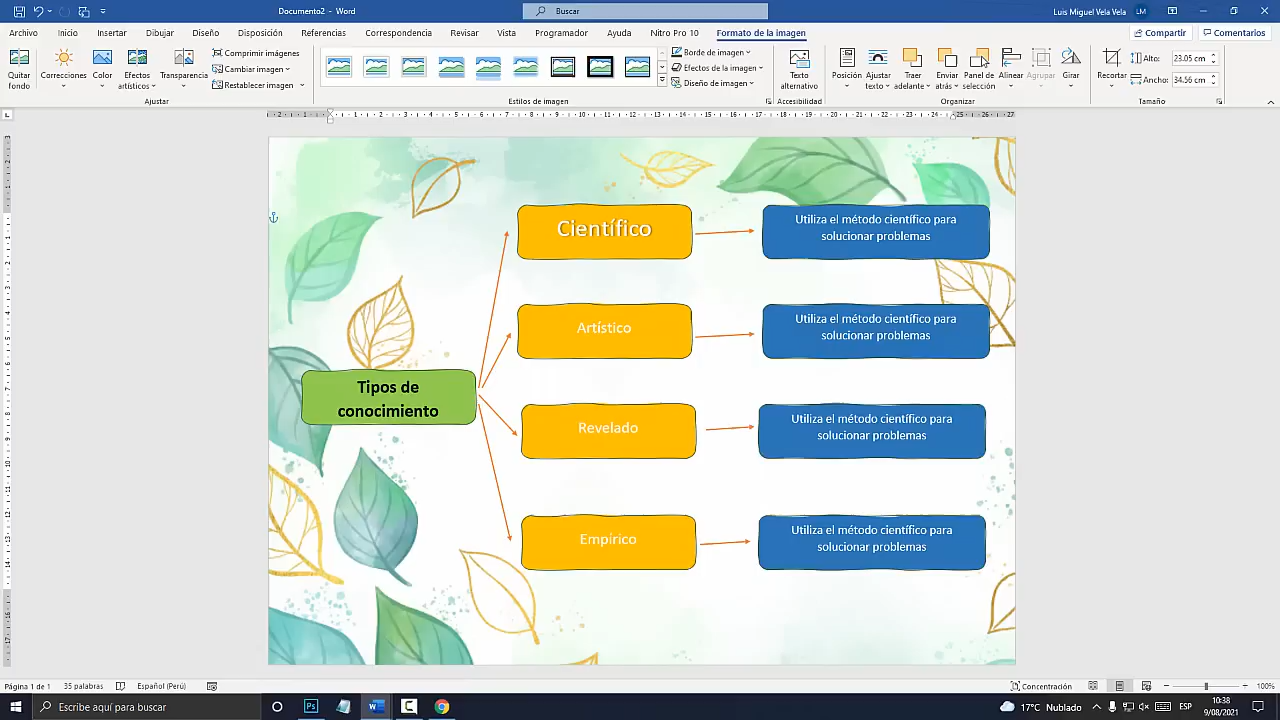 Documento2 - Word
Buscar
Luis Miguel Vela Vela
LM
Archivo
Inicio
Insertar
Dibujar
Diseño
Disposición
Referencias
Correspondencia
Revisar
Vista
Programador
Ayuda
Nitro Pro 10
Formato de la imagen
Compartir
Comentarios
Quitar fondo
Correcciones
Color
Efectos artísticos
Transparencia
Comprimir imágenes
Cambiar imagen
Restablecer imagen
Ajustar
Estilos de imagen
Borde de imagen
Efectos de la imagen
Diseño de imagen
Texto alternativo
Accesibilidad
Posición
Ajustar texto
Traer adelante
Enviar atrás
Panel de selección
Alinear
Agrupar
Girar
Organizar
Recortar
Alto: 23.05 cm
Ancho: 34.56 cm
Tamaño
Científico
Utiliza el método científico para
solucionar problemas
Artístico
Utiliza el método científico para
solucionar problemas
Tipos de
conocimiento
Revelado
Utiliza el método científico para
solucionar problemas
Empírico
Utiliza el método científico para
solucionar problemas
Página 1 de 1
35 palabras
Español (Perú)
Concentración
100%
Escribe aquí para buscar
17°C Nublado
ESP
10:38
9/08/2021